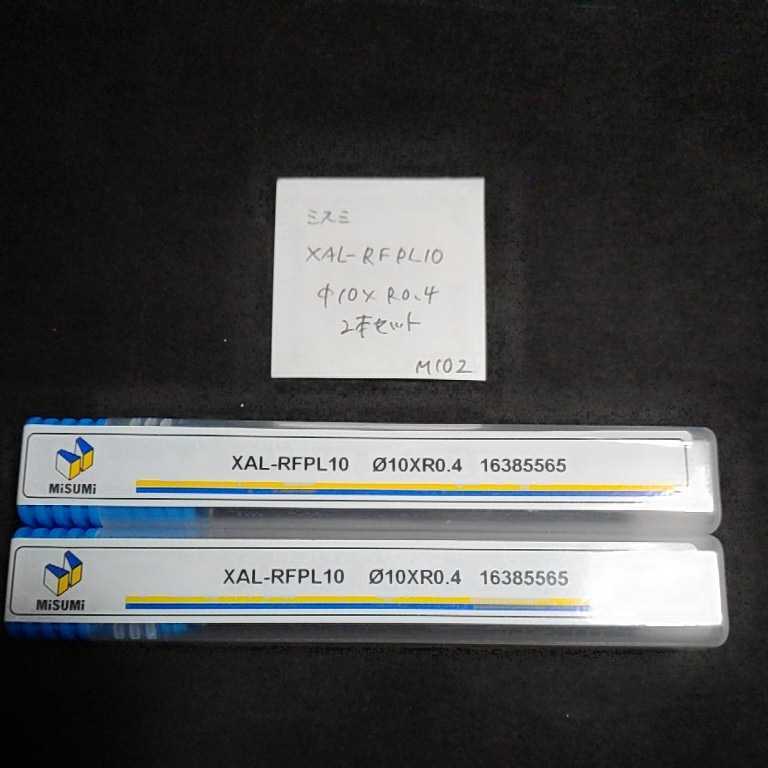 ミスミ
XAL-RFPL10
φ10×R0.4
2本セット
M102
XAL-RFPL10 Ø10XR0.4 16385565
MiSUMi
XAL-RFPL10 Ø10XR0.4 16385565
MiSUMi